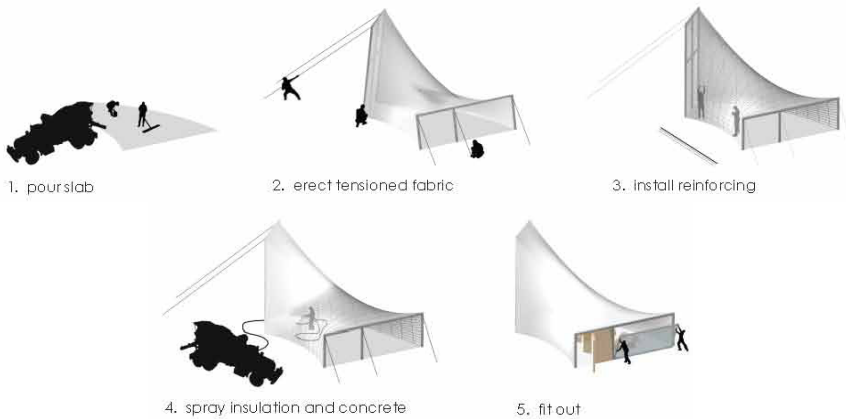 1. pour slab
2. erect tensioned fabric
3. install reinforcing
4. spray insulation and concrete
5. fit out